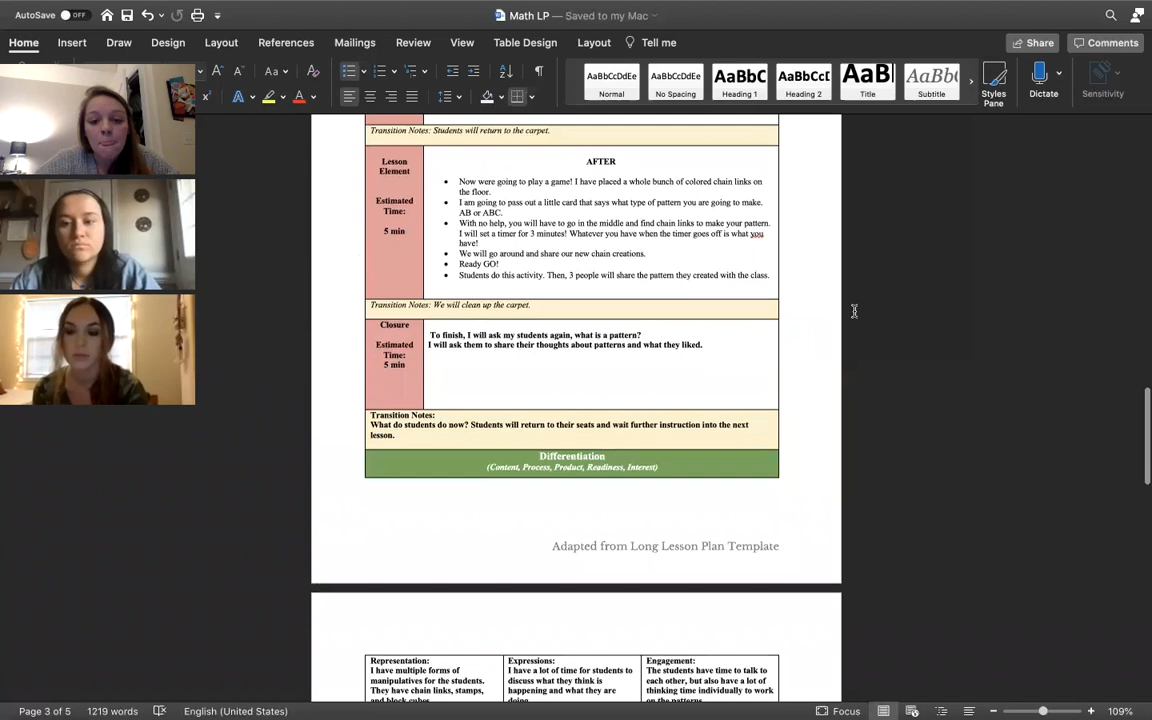 AutoSave OFF Math LP — Saved to my Mac
Home Insert Draw Design Layout References Mailings Review View Table Design Layout Tell me Share Comments
AaBbCcDdEe AaBbCcDdEe AaBbC AaBbCcI AaBl AaBb(
Normal No Spacing Heading 1 Heading 2 Title Subtitle
Styles Pane Dictate Sensitivity
Transition Notes: Students will return to the carpet.
Lesson
Element
Estimated
Time:
5 min
AFTER
• Now were going to play a game! I have placed a whole bunch of colored chain links on
the floor.
• I am going to pass out a little card that says what type of pattern you are going to make.
AB or ABC.
• With no help, you will have to go in the middle and find chain links to make your pattern.
I will set a timer for 3 minutes! Whatever you have when the timer goes off is what you
have!
• We will go around and share our new chain creations.
• Ready GO!
• Students do this activity. Then, 3 people will share the pattern they created with the class.
Transition Notes: We will clean up the carpet.
Closure
Estimated
Time:
5 min
To finish, I will ask my students again, what is a pattern?
I will ask them to share their thoughts about patterns and what they liked.
Transition Notes:
What do students do now? Students will return to their seats and wait further instruction into the next
lesson.
Differentiation
(Content, Process, Product, Readiness, Interest)
Adapted from Long Lesson Plan Template
Representation:
I have multiple forms of
manipulatives for the students.
They have chain links, stamps,
and block cubes
Expressions:
I have a lot of time for students to
discuss what they think is
happening and what they are
doing
Engagement:
The students have time to talk to
each other, but also have a lot of
thinking time individually to work
on the patterns
Page 3 of 5 1219 words English (United States) Focus 109%